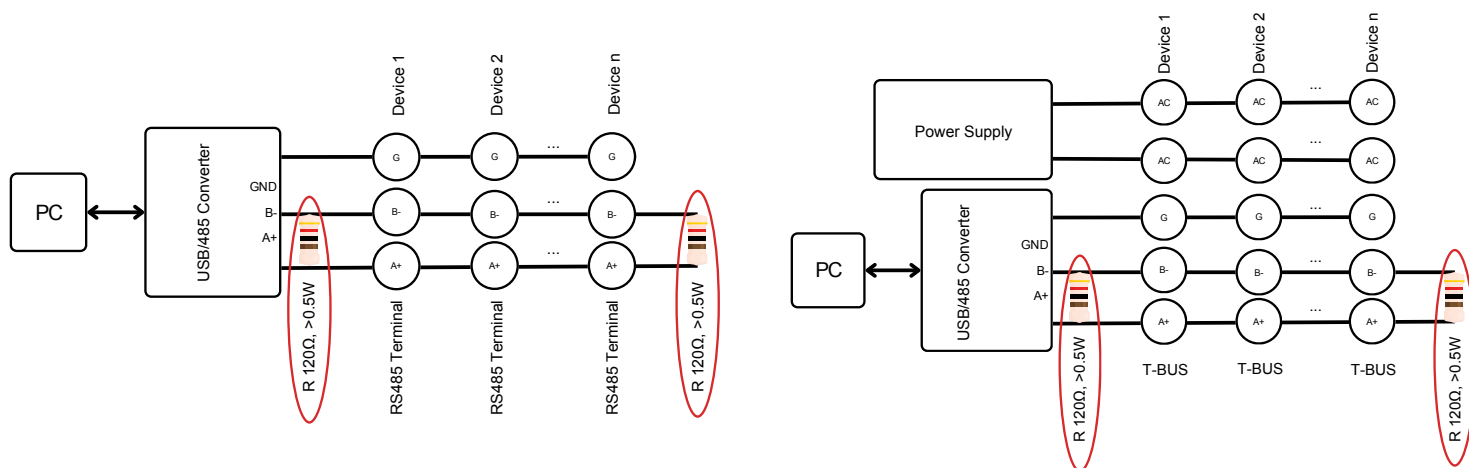 Device 1
Device 2
Device n
PC
USB/485 Converter
GND
B-
A+
G
G
...
G
B-
B-
...
B-
A+
A+
...
A+
R 120Ω, >0.5W
RS485 Terminal
RS485 Terminal
RS485 Terminal
R 120Ω, >0.5W
Device 1
Device 2
Device n
Power Supply
AC
AC
...
AC
AC
AC
...
AC
PC
USB/485 Converter
GND
B-
A+
G
G
...
G
B-
B-
...
B-
A+
A+
...
A+
R 120Ω, >0.5W
T-BUS
T-BUS
T-BUS
R 120Ω, >0.5W